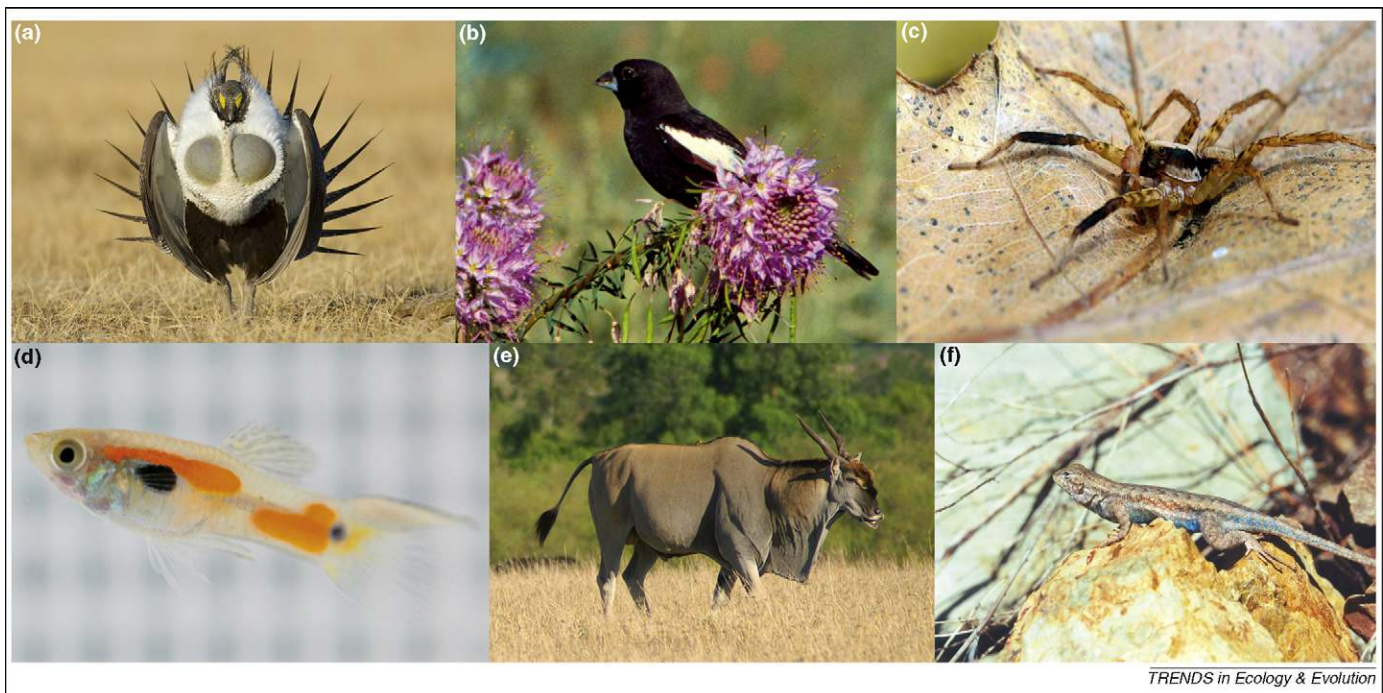 (a)
(b)
(c)
(d)
(e)
(f)
TRENDS in Ecology & Evolution